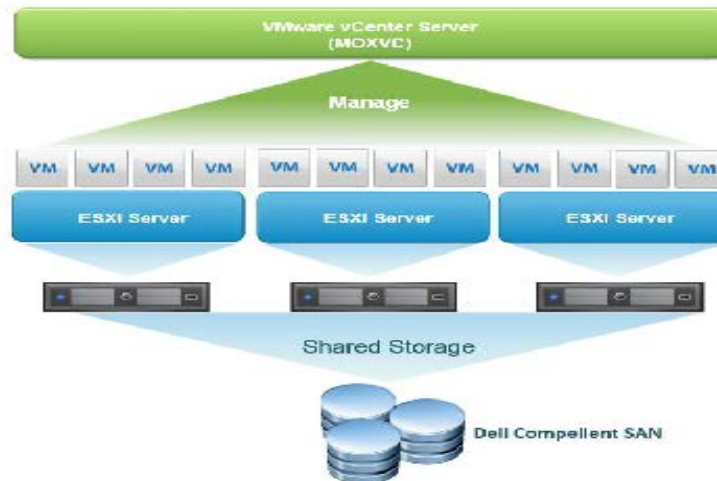 VMware vCenter Server
(MOXVC)
Manage
VM VM VM VM VM VM VM VM VM VM VM VM
ESXI Server ESXI Server ESXI Server
Shared Storage
Dell Compellent SAN